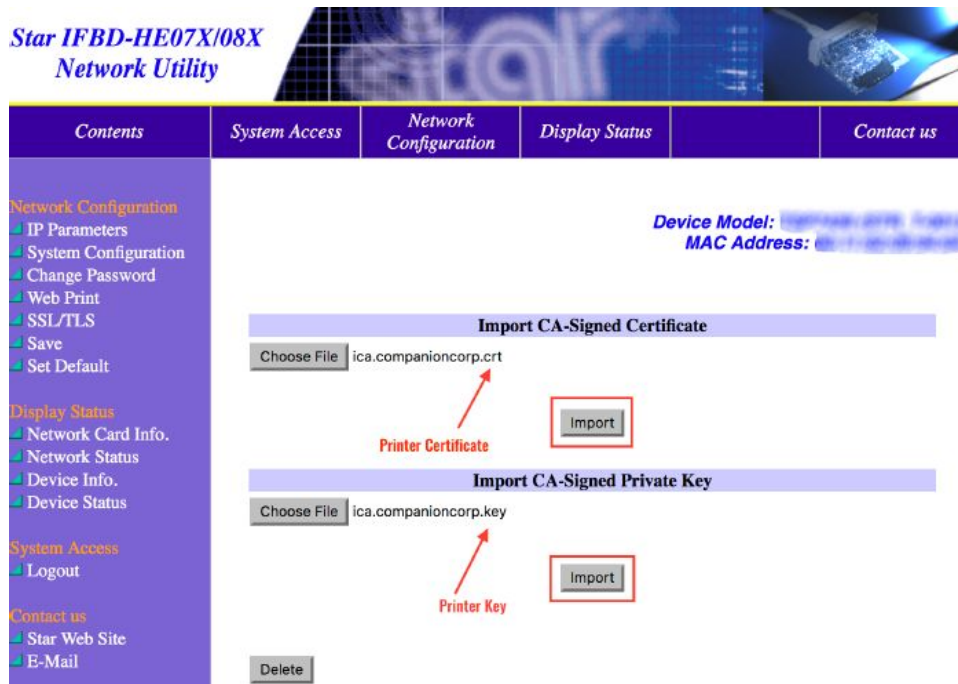 Star IFBD-HE07X/08X
Network Utility
star
Contents
System Access
Network
Configuration
Display Status
Contact us
Network Configuration
IP Parameters
System Configuration
Change Password
Web Print
SSL/TLS
Save
Set Default
Display Status
Network Card Info.
Network Status
Device Info.
Device Status
System Access
Logout
Contact us
Star Web Site
E-Mail
Device Model:
MAC Address:
Import CA-Signed Certificate
Choose File ica.companioncorp.crt
Import
Printer Certificate
Import CA-Signed Private Key
Choose File ica.companioncorp.key
Import
Printer Key
Delete